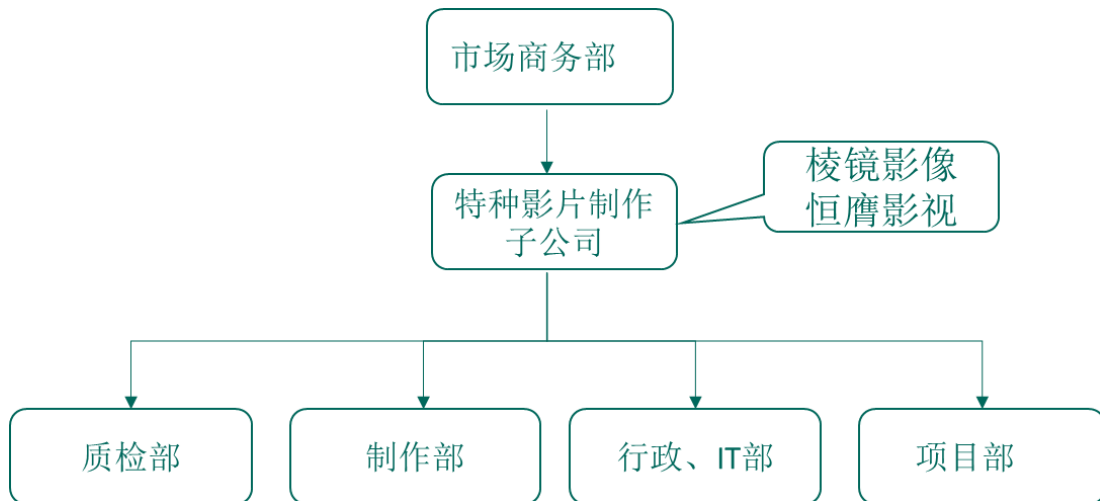 市场商务部
棱镜影像
恒膺影视
特种影片制作
子公司
质检部
制作部
行政、IT部
项目部